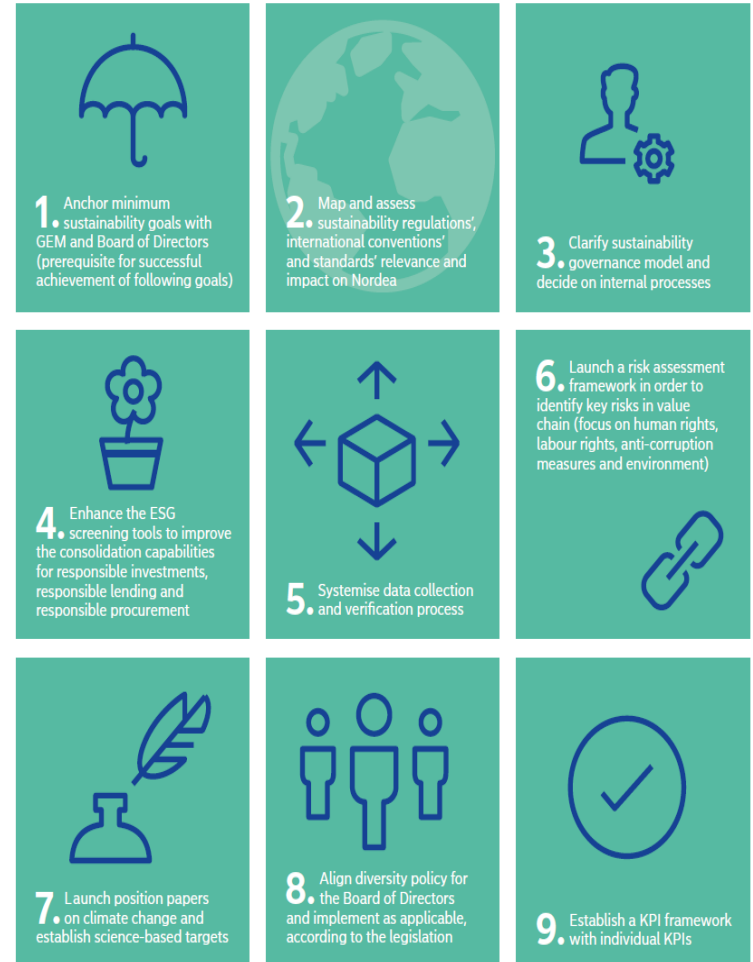 1. Anchor minimum
sustainability goals with
GEM and Board of Directors
(prerequisite for successful
achievement of following goals)
2. Map and assess
sustainability regulations’,
international conventions’
and standards’ relevance and
impact on Nordea
3. Clarify sustainability
governance model and
decide on internal processes
4. Enhance the ESG
screening tools to improve
the consolidation capabilities
for responsible investments,
responsible lending and
responsible procurement
5. Systemise data collection
and verification process
6. Launch a risk assessment
framework in order to
identify key risks in value
chain (focus on human rights,
labour rights, anti-corruption
measures and environment)
7. Launch position papers
on climate change and
establish science-based targets
8. Align diversity policy for
the Board of Directors
and implement as applicable,
according to the legislation
9. Establish a KPI framework
with individual KPIs